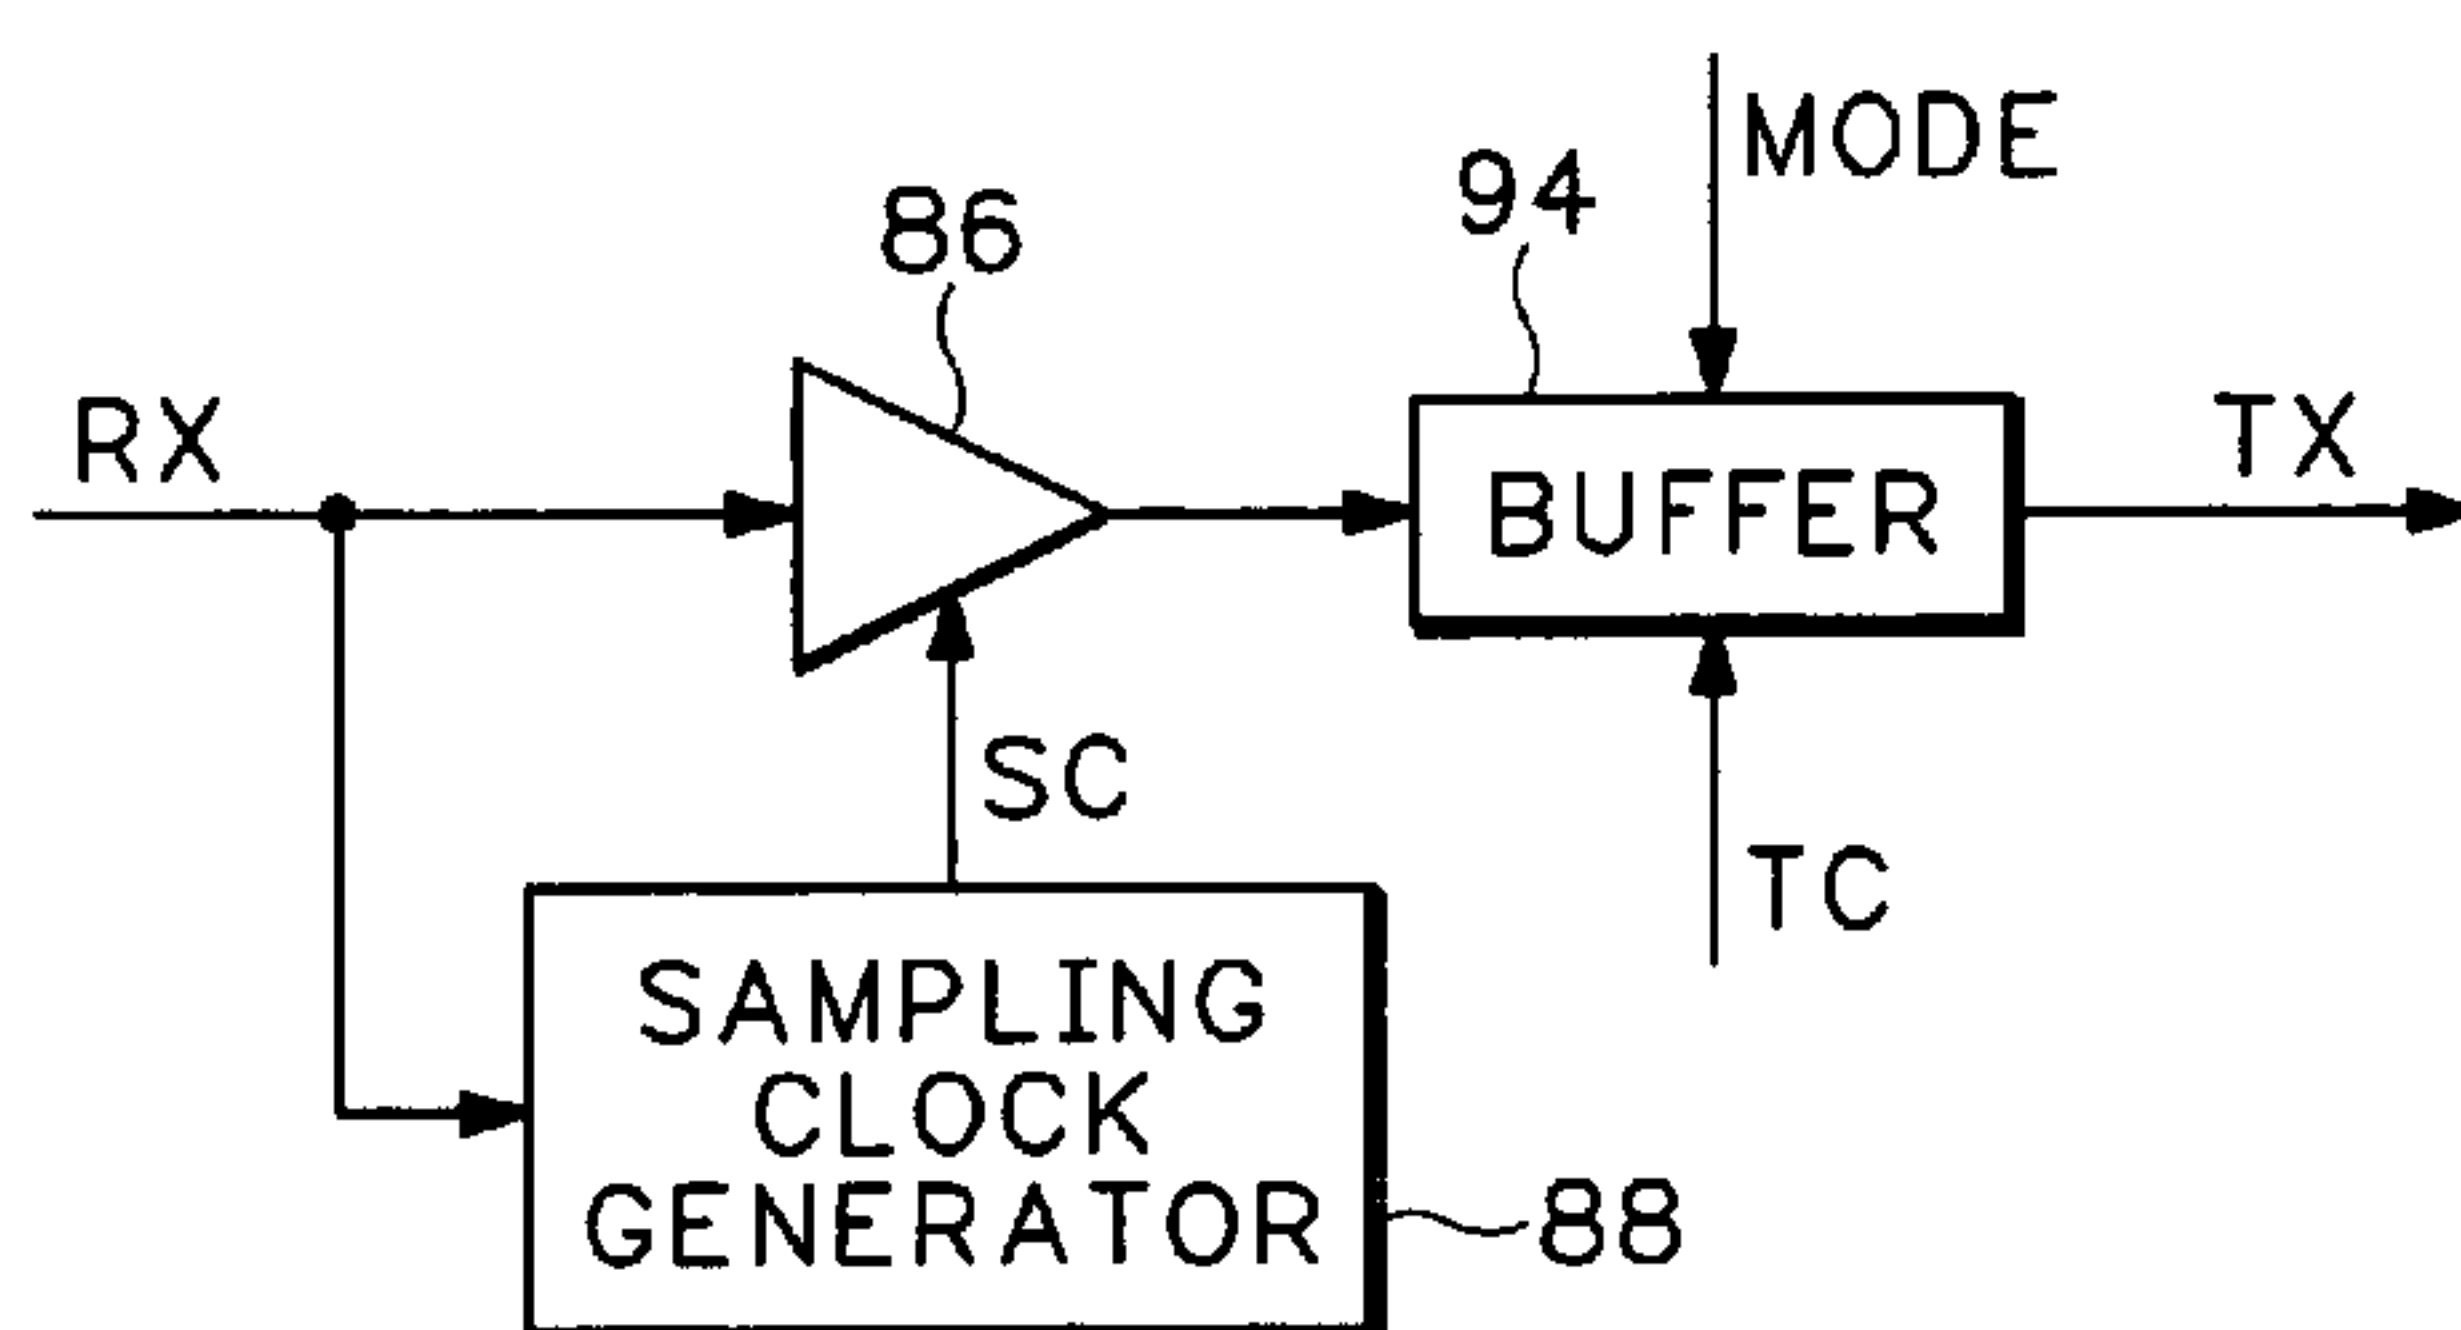 MODE
94
86
RX
BUFFER
TX
SC
TC
SAMPLING
CLOCK
GENERATOR
88